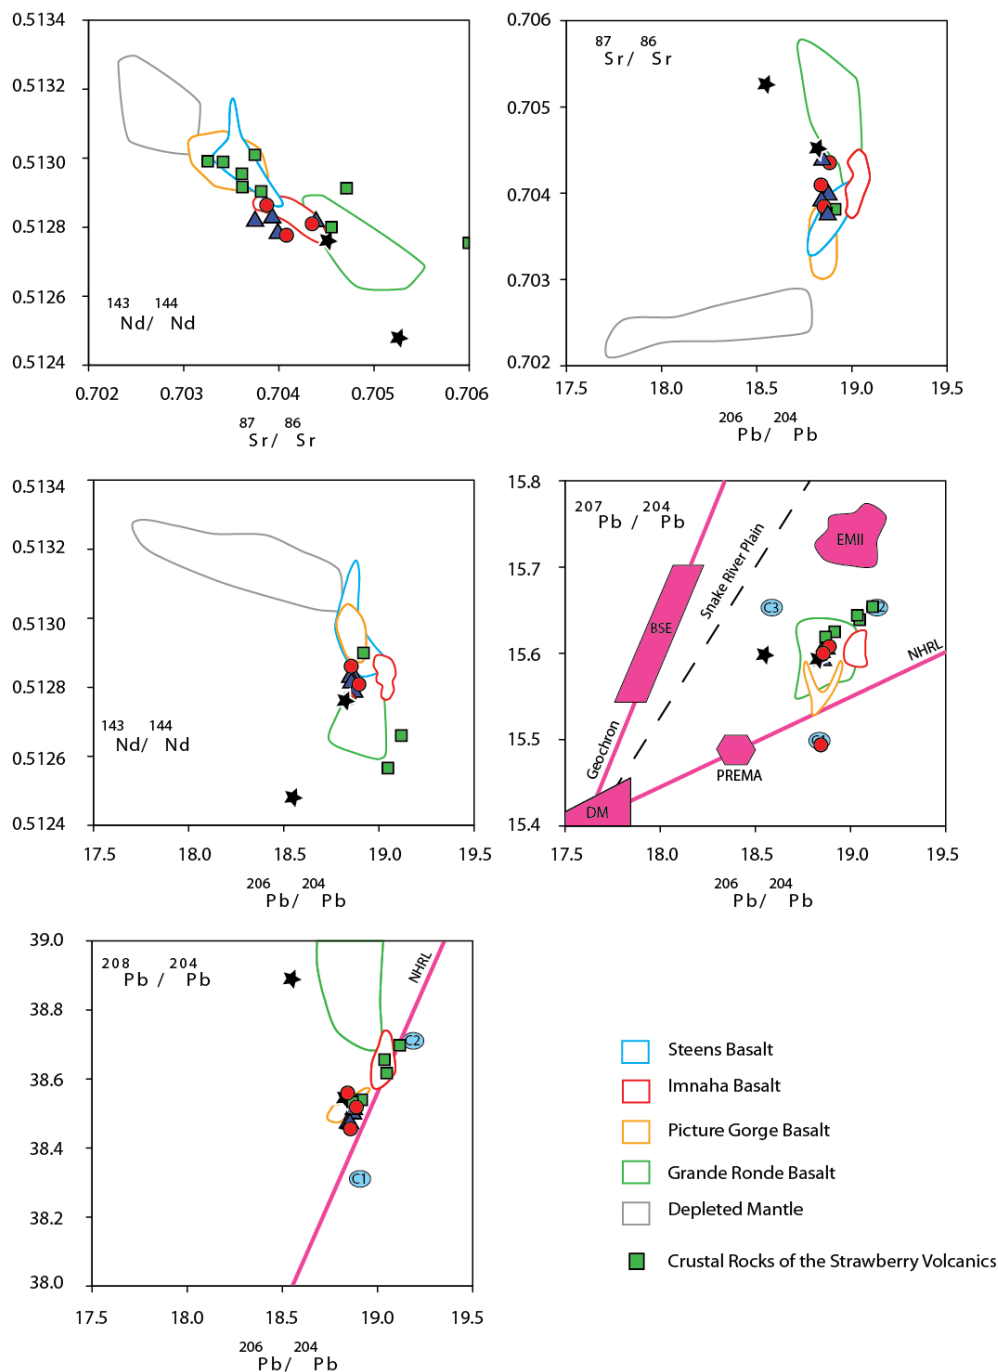 0.5134
0.5132
0.5130
0.5128
0.5126
0.5124
143 144
Nd/ Nd
0.702 0.703 0.704 0.705 0.706
87 86
Sr/ Sr
0.706
0.705
0.704
0.703
0.702
87 86
Sr/ Sr
17.5 18.0 18.5 19.0 19.5
206 204
Pb/ Pb
0.5134
0.5132
0.5130
0.5128
0.5126
0.5124
143 144
Nd/ Nd
17.5 18.0 18.5 19.0 19.5
206 204
Pb/ Pb
15.8
15.7
15.6
15.5
15.4
207 204
Pb / Pb
Snake River Plain
EMII
BSE
C3
NHRL
Geochron
PREMA
DM
17.5 18.0 18.5 19.0 19.5
206 204
Pb/ Pb
39.0
38.8
38.6
38.4
38.2
38.0
208 204
Pb / Pb
NHRL
C2
C1
17.5 18.0 18.5 19.0 19.5
206 204
Pb/ Pb
Steens Basalt
Imnaha Basalt
Picture Gorge Basalt
Grande Ronde Basalt
Depleted Mantle
Crustal Rocks of the Strawberry Volcanics